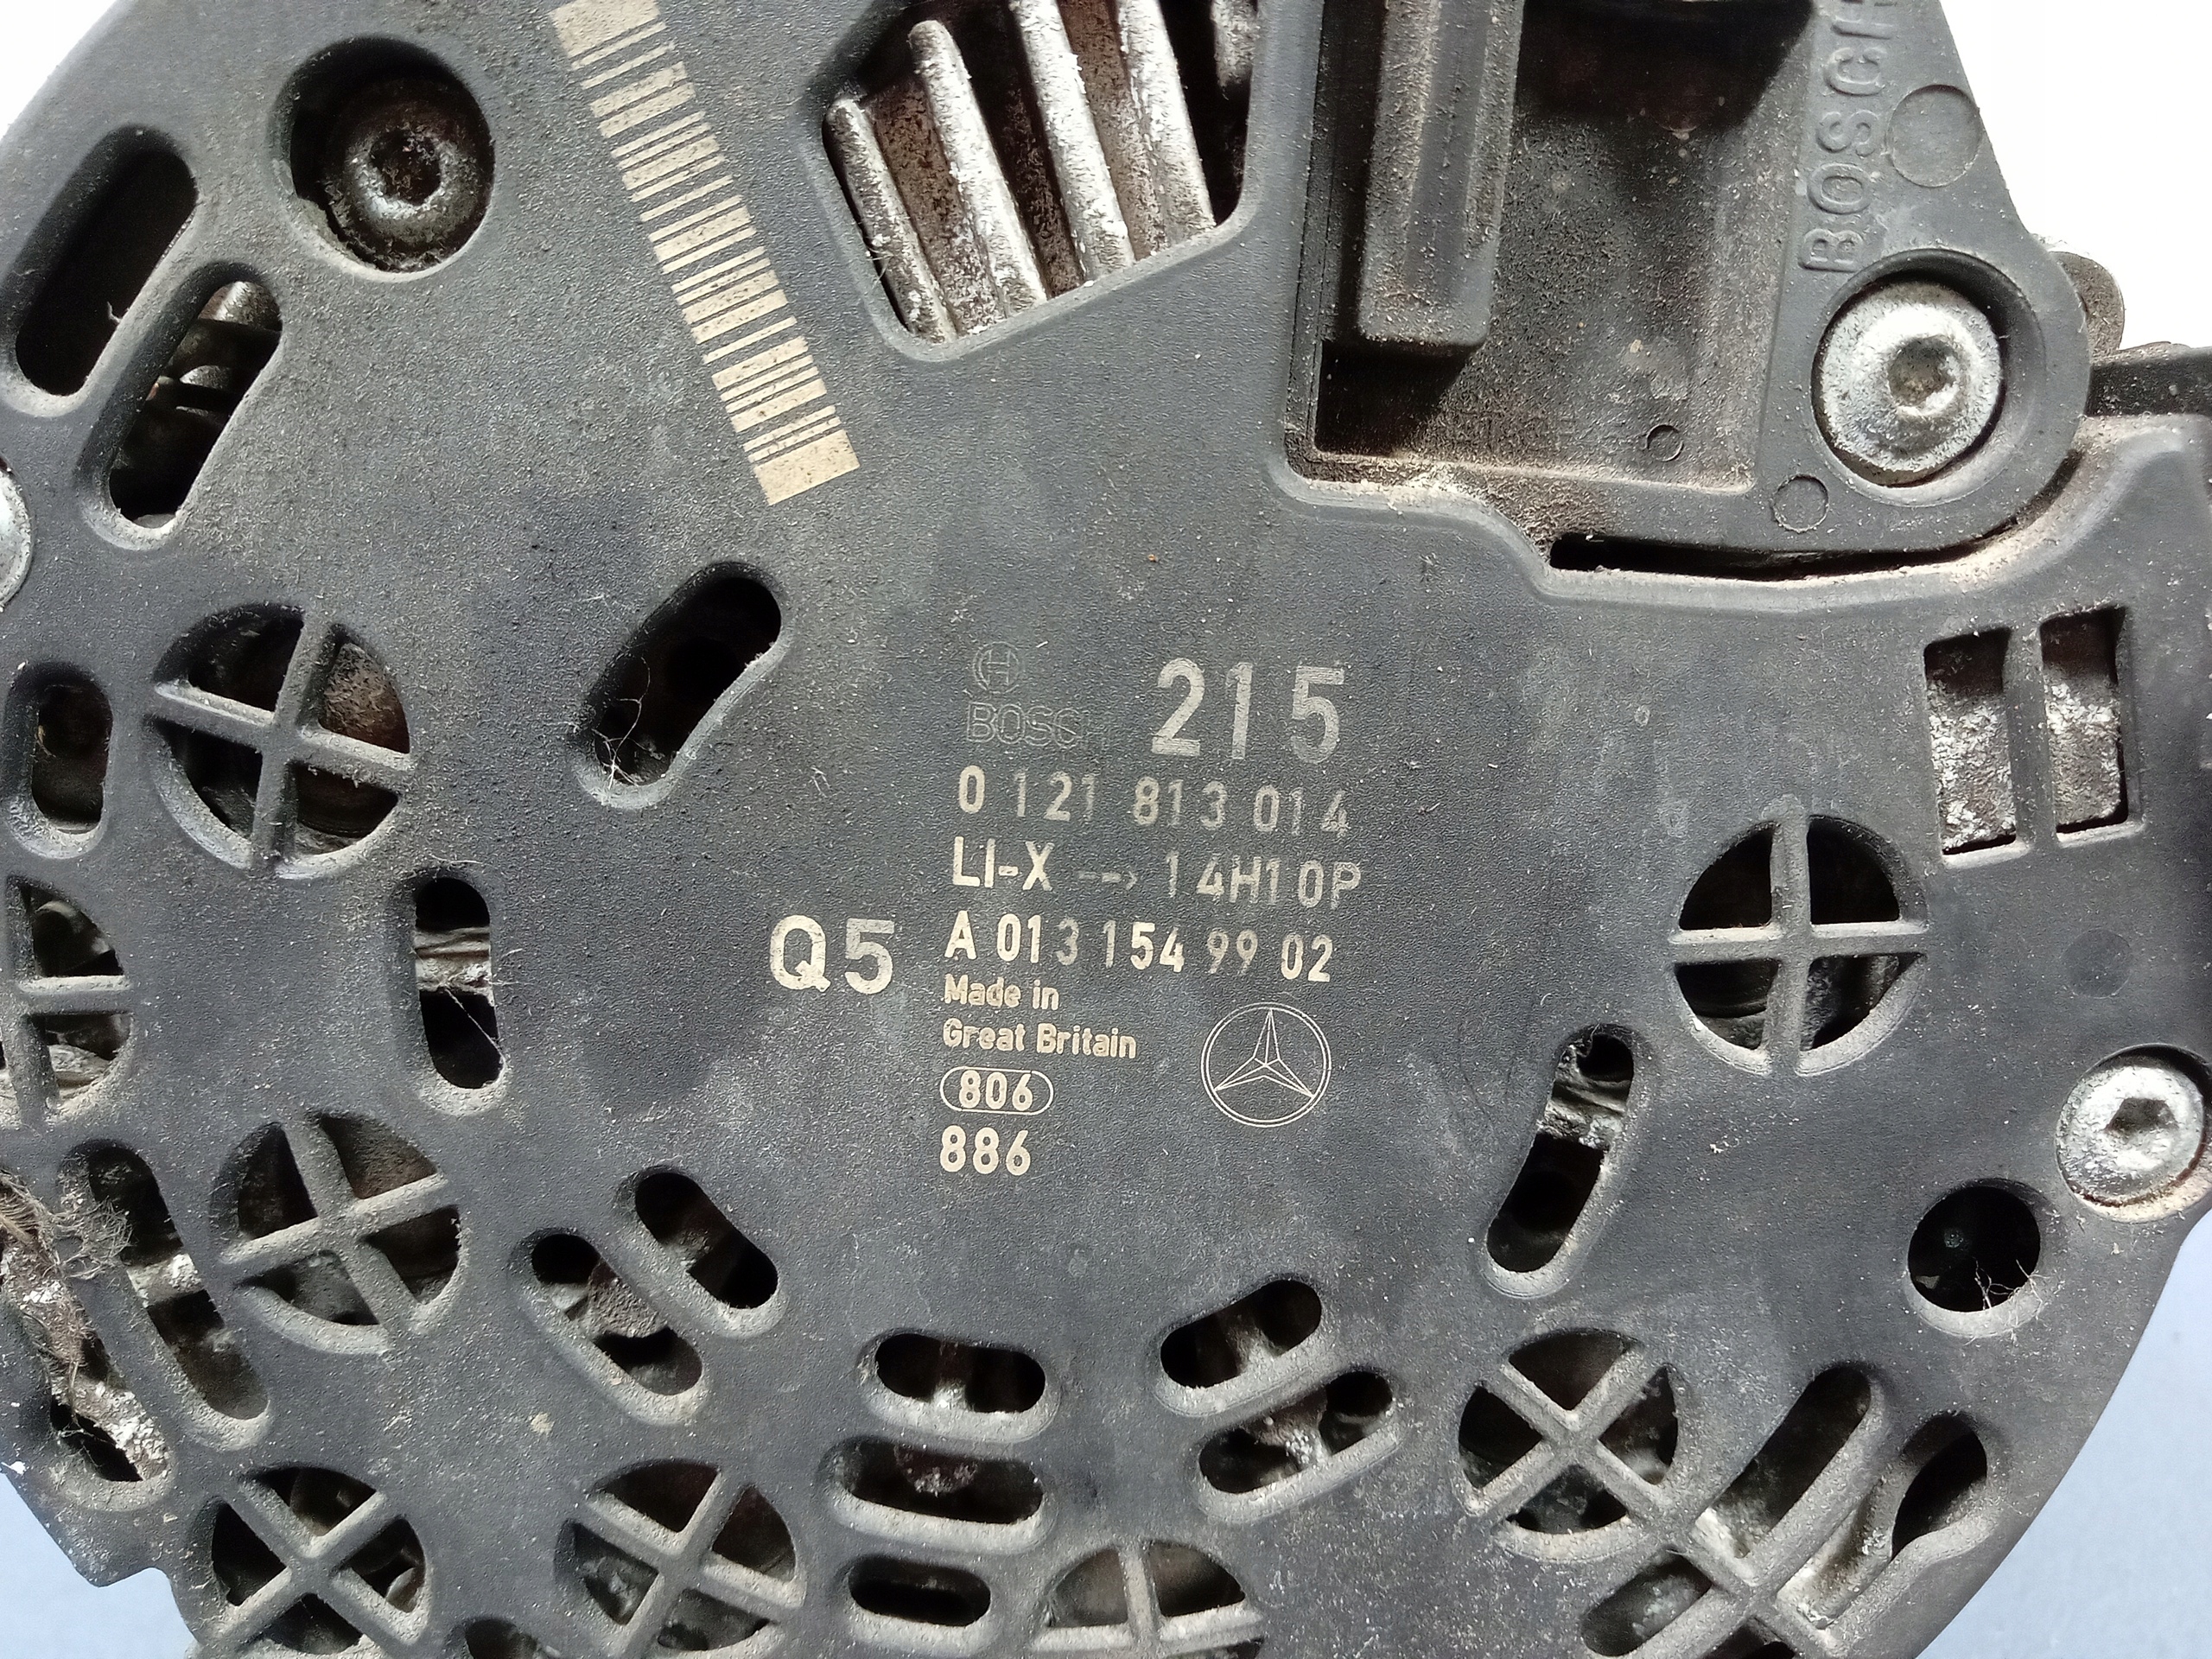 BOSCH
BOSCH 215
0 121 813 014
LI-X --> 14H10P
Q5 A 013 154 99 02
Made in
Great Britain
806
886